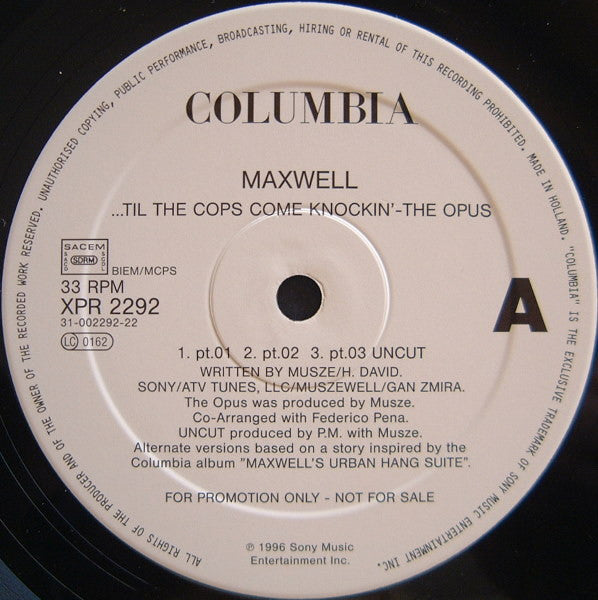 ALL RIGHTS OF THE PRODUCER AND OF THE OWNER OF THE RECORDED WORK RESERVED. UNAUTHORISED COPYING, PUBLIC PERFORMANCE, BROADCASTING, HIRING OR RENTAL OF THIS RECORDING PROHIBITED. MADE IN HOLLAND. "COLUMBIA" IS THE EXCLUSIVE TRADEMARK OF SONY MUSIC ENTERTAINMENT INC.
COLUMBIA
MAXWELL
...TIL THE COPS COME KNOCKIN'-THE OPUS
SACEM
SACD SDRM SCGL
BIEM/MCPS
33 RPM
XPR 2292
31-002292-22
LC 0162
A
1. pt.01 2. pt.02 3. pt.03 UNCUT
WRITTEN BY MUSZE/H. DAVID.
SONY/ATV TUNES, LLC/MUSZEWELL/GAN ZMIRA.
The Opus was produced by Musze.
Co-Arranged with Federico Pena.
UNCUT produced by P.M. with Musze.
Alternate versions based on a story inspired by the
Columbia album "MAXWELL'S URBAN HANG SUITE".
FOR PROMOTION ONLY - NOT FOR SALE
℗ 1996 Sony Music
Entertainment Inc.